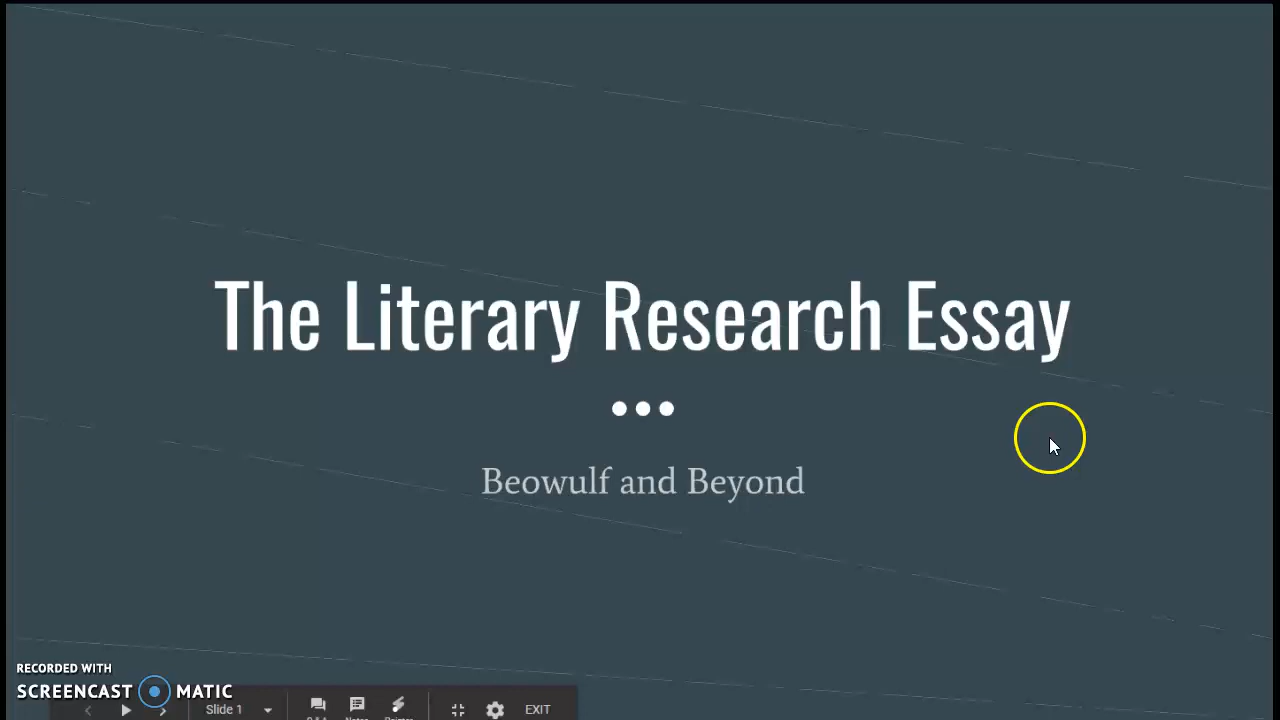 The Literary Research Essay
Beowulf and Beyond
RECORDED WITH
SCREENCAST MATIC
Slide 1
EXIT